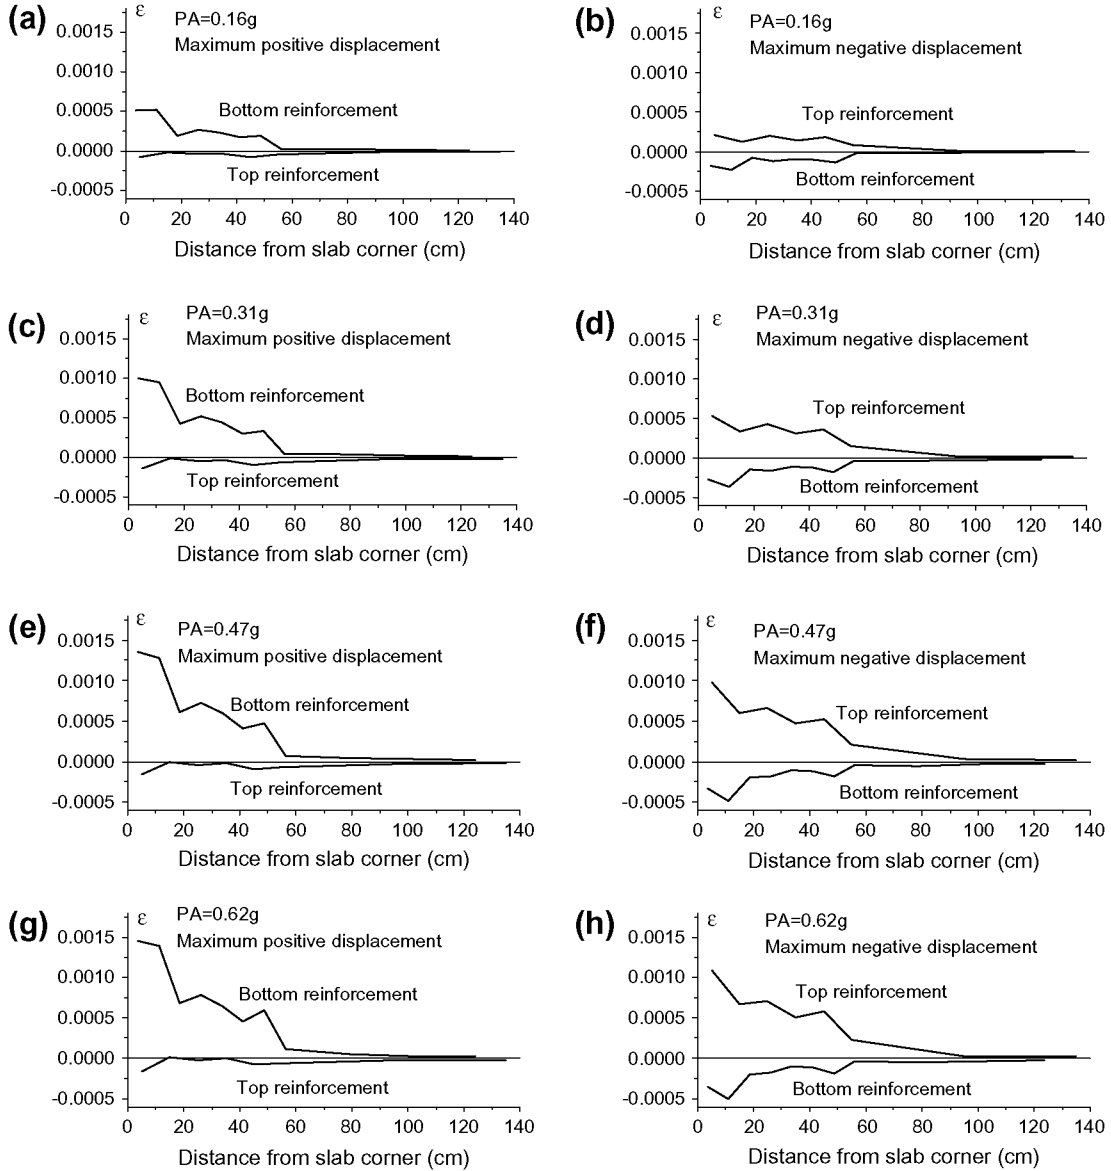 (a)
ε
PA=0.16g
Maximum positive displacement
0.0015
0.0010
0.0005
0.0000
-0.0005
Bottom reinforcement
Top reinforcement
0 20 40 60 80 100 120 140
Distance from slab corner (cm)
(b)
ε
PA=0.16g
Maximum negative displacement
0.0015
0.0010
0.0005
0.0000
-0.0005
Top reinforcement
Bottom reinforcement
0 20 40 60 80 100 120 140
Distance from slab corner (cm)
(c)
ε
PA=0.31g
Maximum positive displacement
0.0015
0.0010
0.0005
0.0000
-0.0005
Bottom reinforcement
Top reinforcement
0 20 40 60 80 100 120 140
Distance from slab corner (cm)
(d)
ε
PA=0.31g
Maximum negative displacement
0.0015
0.0010
0.0005
0.0000
-0.0005
Top reinforcement
Bottom reinforcement
0 20 40 60 80 100 120 140
Distance from slab corner (cm)
(e)
ε
PA=0.47g
Maximum positive displacement
0.0015
0.0010
0.0005
0.0000
-0.0005
Bottom reinforcement
Top reinforcement
0 20 40 60 80 100 120 140
Distance from slab corner (cm)
(f)
ε
PA=0.47g
Maximum negative displacement
0.0015
0.0010
0.0005
0.0000
-0.0005
Top reinforcement
Bottom reinforcement
0 20 40 60 80 100 120 140
Distance from slab corner (cm)
(g)
ε
PA=0.62g
Maximum positive displacement
0.0015
0.0010
0.0005
0.0000
-0.0005
Bottom reinforcement
Top reinforcement
0 20 40 60 80 100 120 140
Distance from slab corner (cm)
(h)
ε
PA=0.62g
Maximum negative displacement
0.0015
0.0010
0.0005
0.0000
-0.0005
Top reinforcement
Bottom reinforcement
0 20 40 60 80 100 120 140
Distance from slab corner (cm)